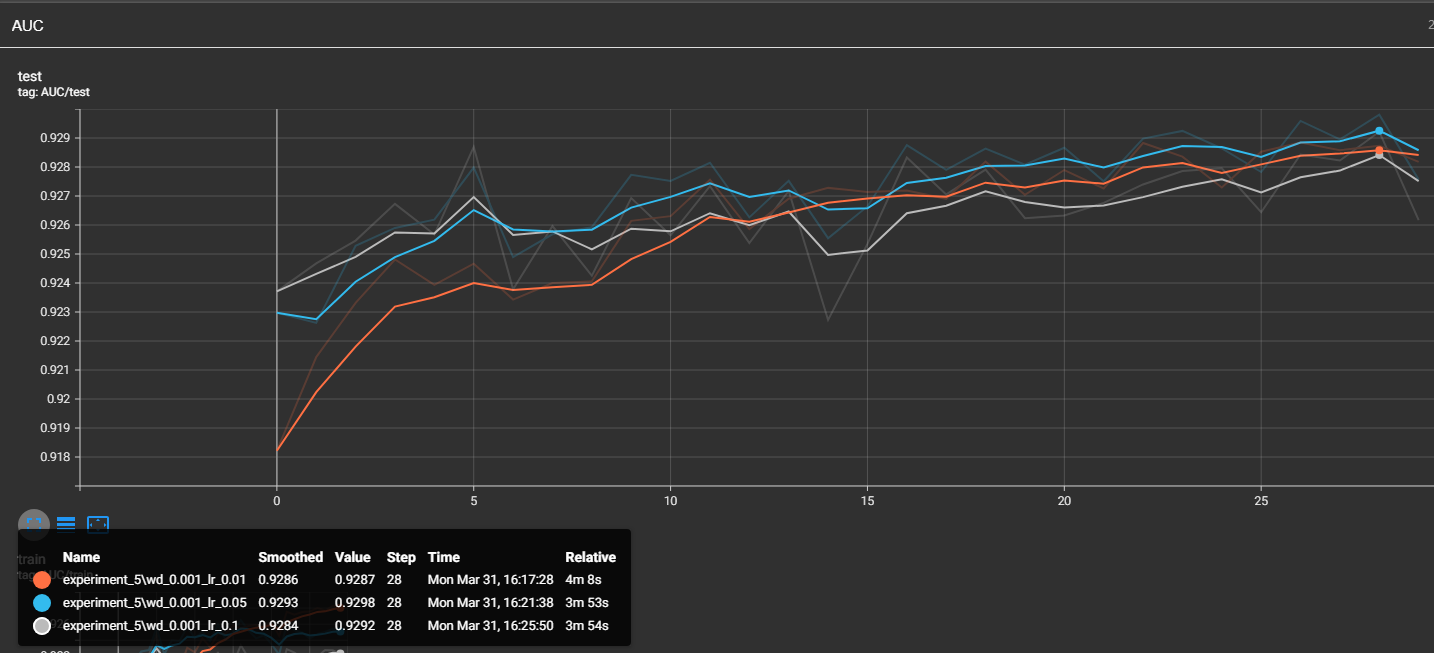 AUC
2
test
tag: AUC/test
0.929
0.928
0.927
0.926
0.925
0.924
0.923
0.922
0.921
0.92
0.919
0.918
0 5 10 15 20 25
train
Name Smoothed Value Step Time Relative
experiment_5\wd_0.001_lr_0.01 0.9286 0.9287 28 Mon Mar 31, 16:17:28 4m 8s
experiment_5\wd_0.001_lr_0.05 0.9293 0.9298 28 Mon Mar 31, 16:21:38 3m 53s
experiment_5\wd_0.001_lr_0.1 0.9284 0.9292 28 Mon Mar 31, 16:25:50 3m 54s